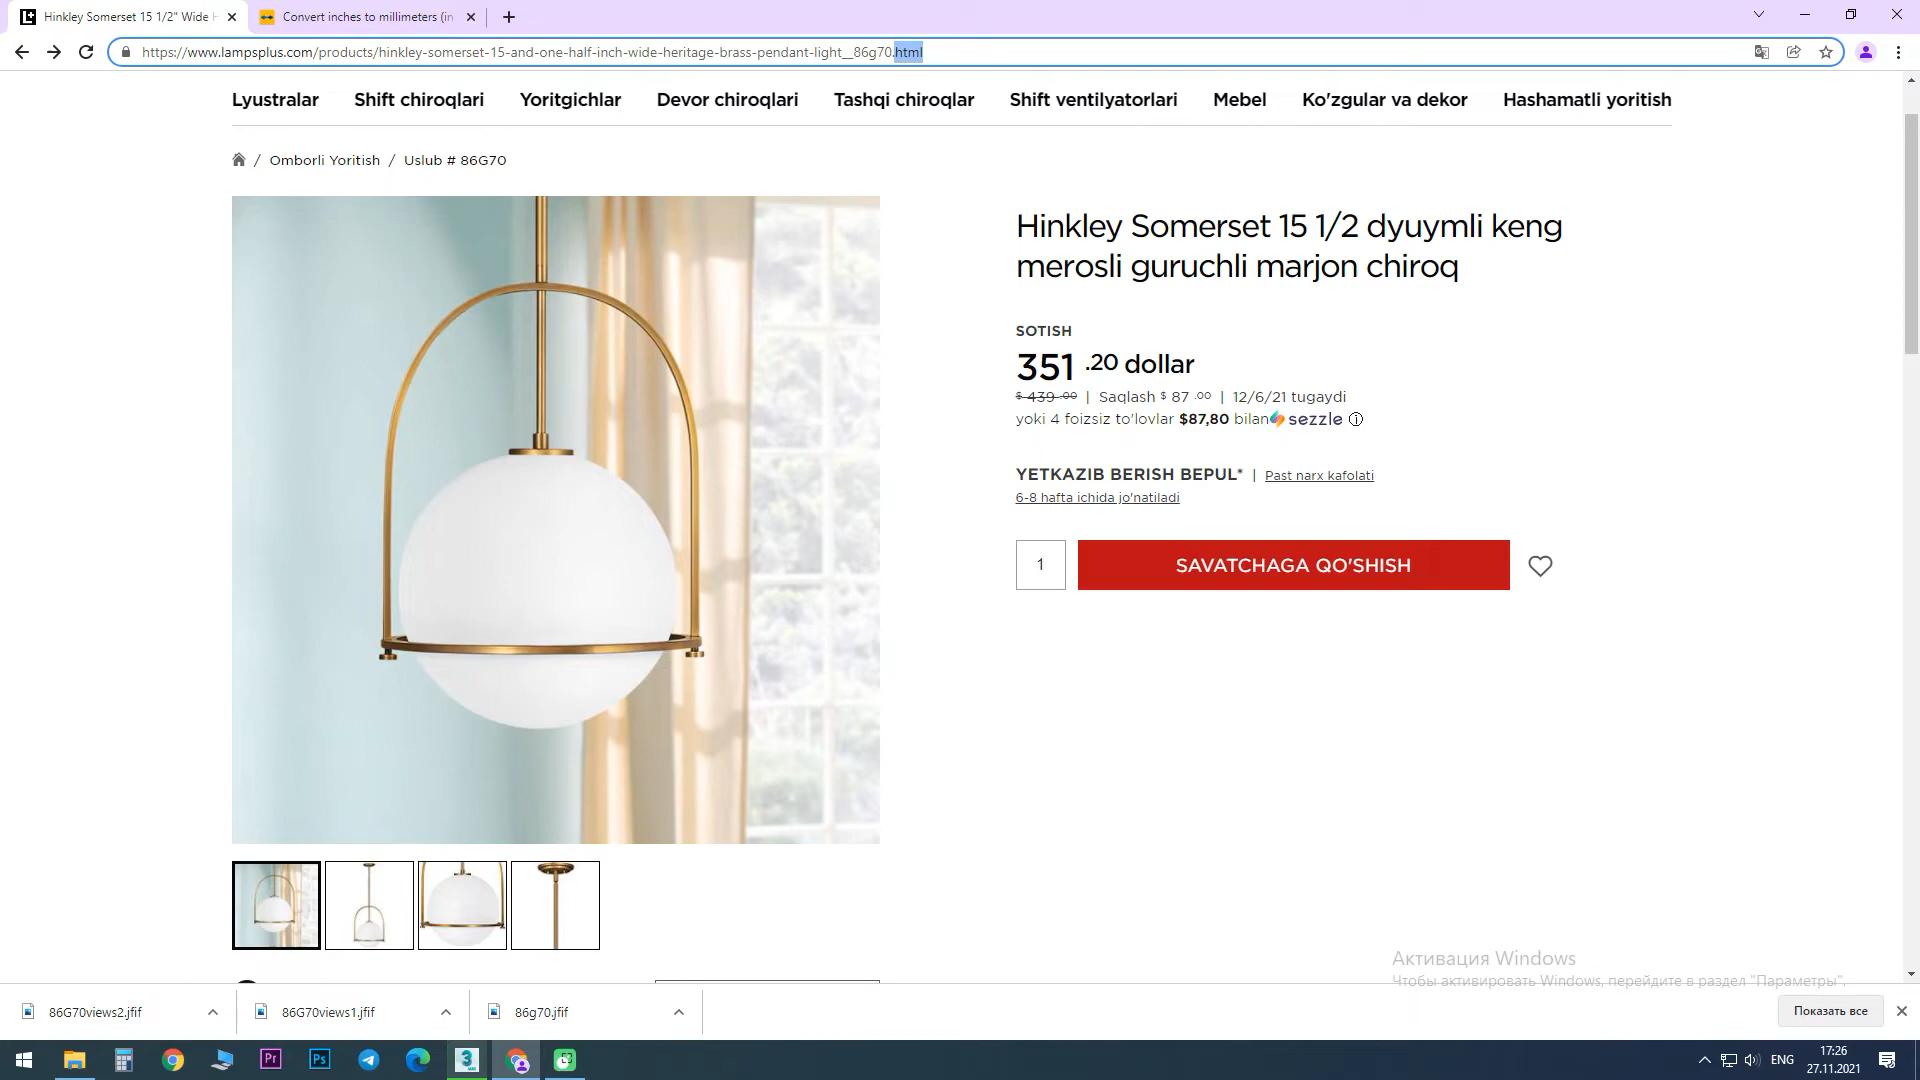 Hinkley Somerset 15 1/2" Wide H
Convert inches to millimeters (in
https://www.lampsplus.com/products/hinkley-somerset-15-and-one-half-inch-wide-heritage-brass-pendant-light__86g70.html
Lyustralar Shift chiroqlari Yoritgichlar Devor chiroqlari Tashqi chiroqlar Shift ventilyatorlari Mebel Ko'zgular va dekor Hashamatli yoritish
/ Omborli Yoritish / Uslub # 86G70
Hinkley Somerset 15 1/2 dyuymli keng
merosli guruchli marjon chiroq
SOTISH
351 .20 dollar
$ 439 .00 | Saqlash $ 87 .00 | 12/6/21 tugaydi
yoki 4 foizsiz to'lovlar $87,80 bilan sezzle
YETKAZIB BERISH BEPUL* | Past narx kafolati
6-8 hafta ichida jo'natiladi
1 SAVATCHAGA QO'SHISH
Активация Windows
Чтобы активировать Windows, перейдите в раздел "Параметры".
86G70views2.jfif 86G70views1.jfif 86g70.jfif Показать все
Pr Ps 3 ENG 17:26
27.11.2021